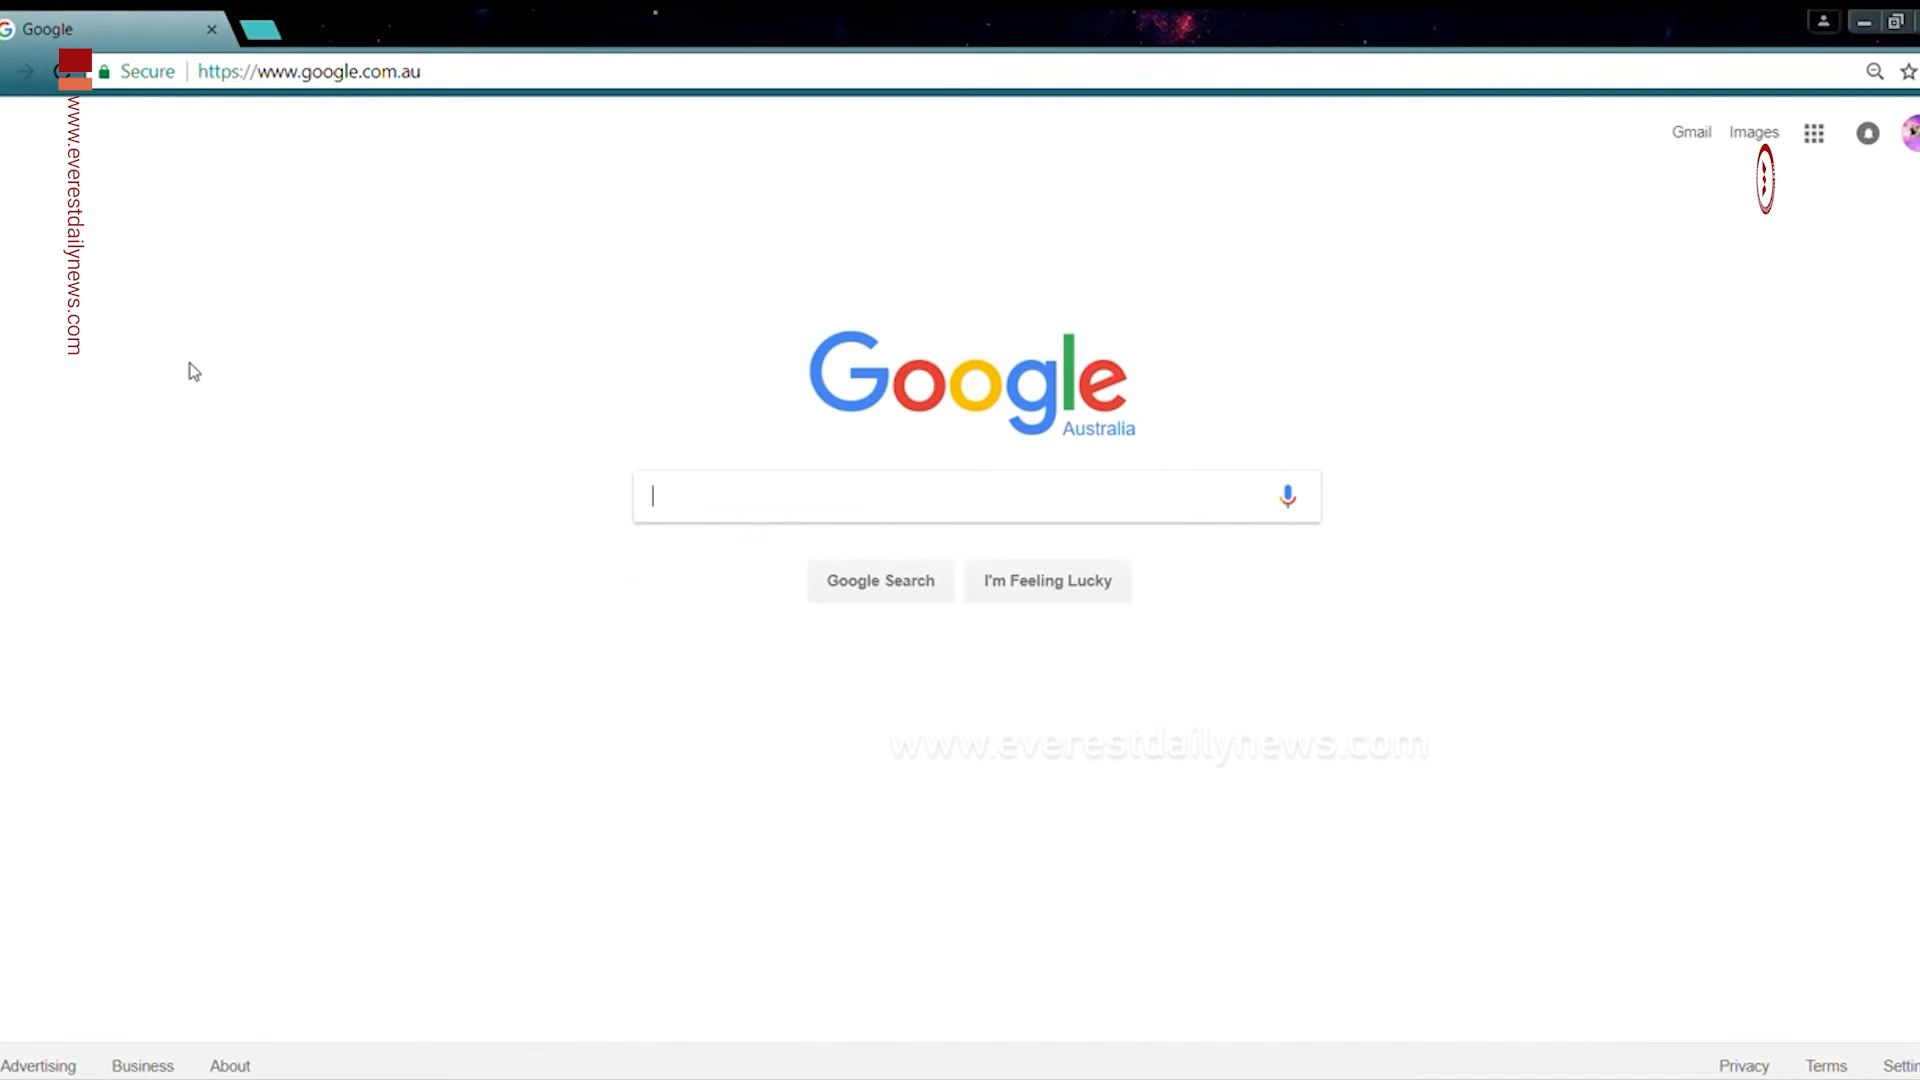 Google
Secure
https://www.google.com.au
www.everestdailynews.com
Gmail
Images
Google
Australia
Google Search
I'm Feeling Lucky
www.everestdailynews.com
Advertising
Business
About
Privacy
Terms
Settin